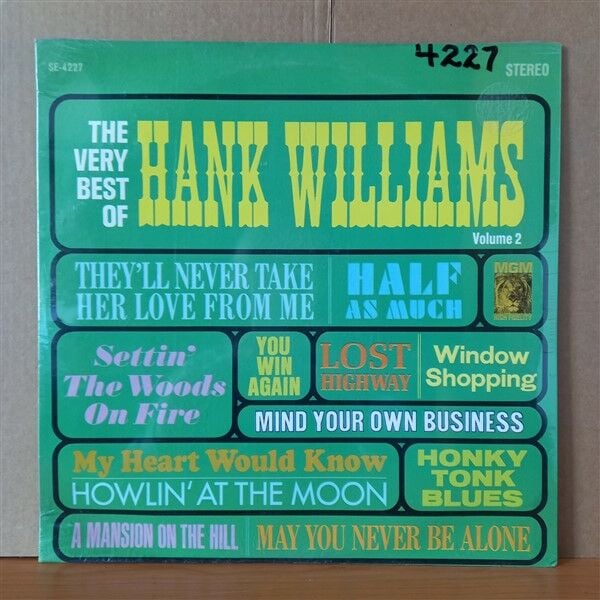 4227
SE-4227
STEREO
THE
VERY
BEST
OF
HANK WILLIAMS
Volume 2
THEY'LL NEVER TAKE
HER LOVE FROM ME
HALF
AS MUCH
MGM
HIGH FIDELITY
Settin'
The Woods
On Fire
YOU
WIN
AGAIN
LOST
HIGHWAY
Window
Shopping
MIND YOUR OWN BUSINESS
My Heart Would Know
HOWLIN' AT THE MOON
HONKY
TONK
BLUES
A MANSION ON THE HILL
MAY YOU NEVER BE ALONE